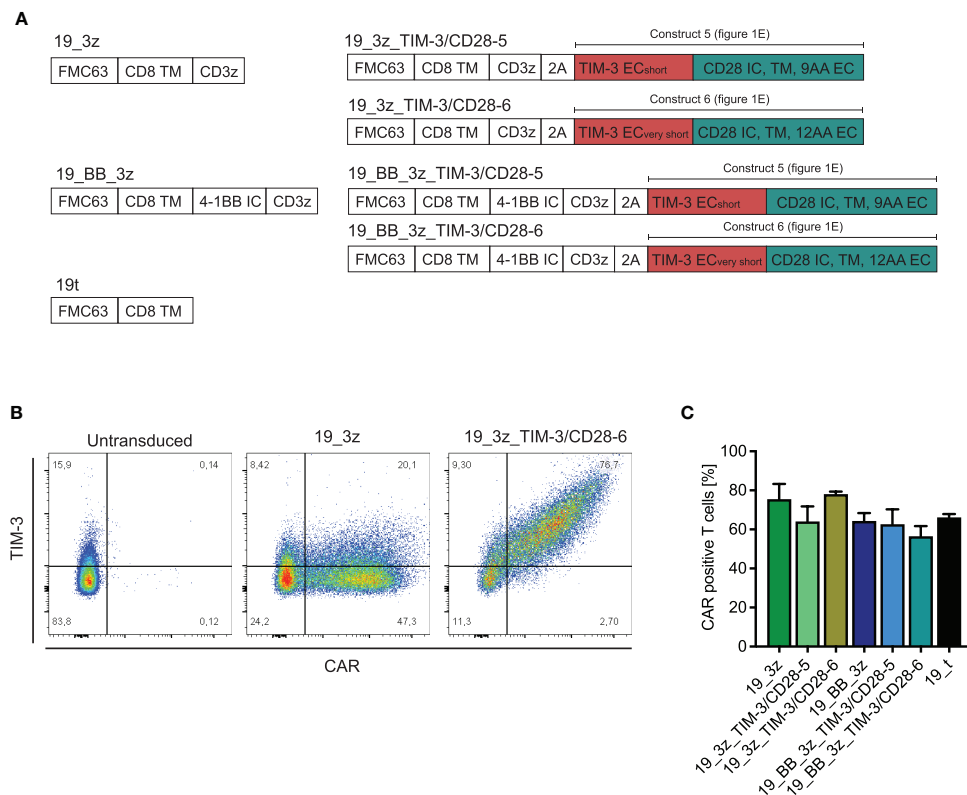 A
19_3z
FMC63 CD8 TM CD3z
19_3z_TIM-3/CD28-5
Construct 5 (figure 1E)
FMC63 CD8 TM CD3z 2A TIM-3 ECshort CD28 IC, TM, 9AA EC
19_3z_TIM-3/CD28-6
Construct 6 (figure 1E)
FMC63 CD8 TM CD3z 2A TIM-3 ECvery short CD28 IC, TM, 12AA EC
19_BB_3z
FMC63 CD8 TM 4-1BB IC CD3z
19_BB_3z_TIM-3/CD28-5
Construct 5 (figure 1E)
FMC63 CD8 TM 4-1BB IC CD3z 2A TIM-3 ECshort CD28 IC, TM, 9AA EC
19_BB_3z_TIM-3/CD28-6
Construct 6 (figure 1E)
FMC63 CD8 TM 4-1BB IC CD3z 2A TIM-3 ECvery short CD28 IC, TM, 12AA EC
19t
FMC63 CD8 TM
B
Untransduced
15,9 0,14
83,8 0,12
19_3z
8,42 20,1
24,2 47,3
19_3z_TIM-3/CD28-6
9,30 76,7
11,3 2,70
TIM-3
CAR
C
CAR positive T cells [%]
100
80
60
40
20
0
19_3z
19_3z_TIM-3/CD28-5
19_3z_TIM-3/CD28-6
19_BB_3z
19_BB_3z_TIM-3/CD28-5
19_BB_3z_TIM-3/CD28-6
19_t